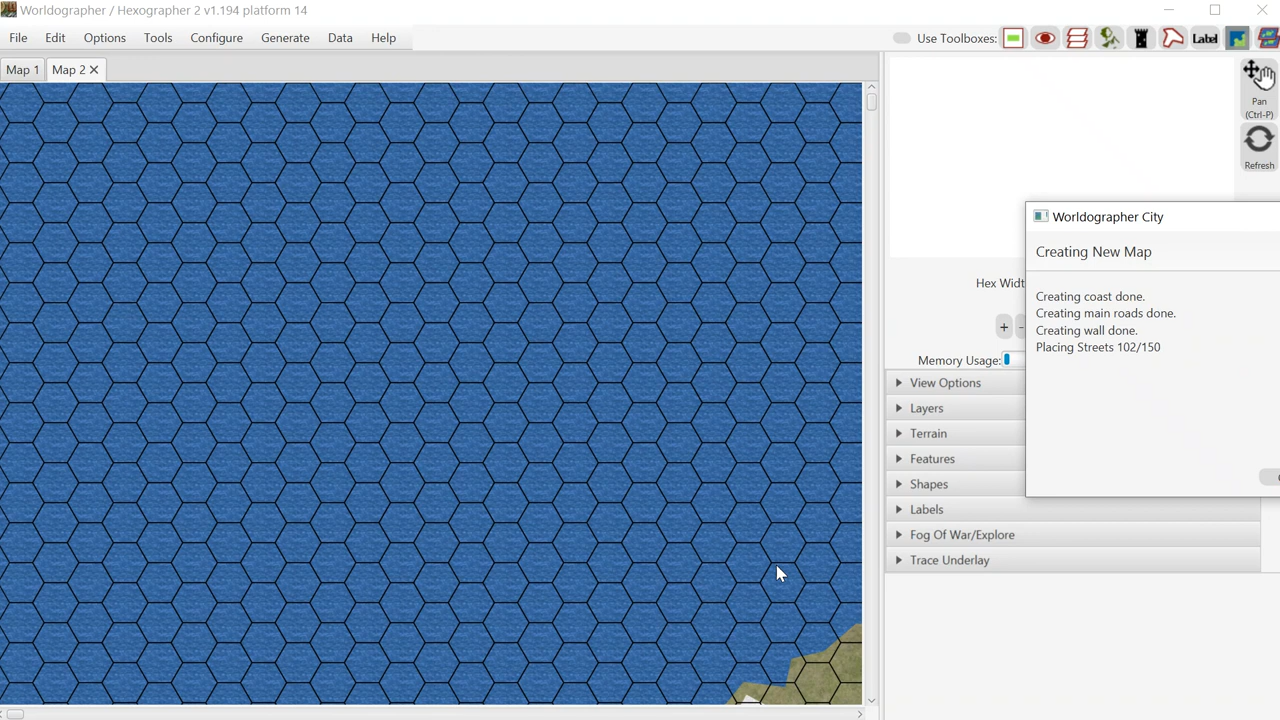 Worldographer / Hexographer 2 v1.194 platform 14
File Edit Options Tools Configure Generate Data Help
Use Toolboxes: Label
Map 1 Map 2
Pan
(Ctrl-P)
Refresh
Worldographer City
Creating New Map
Hex Widt
Creating coast done.
Creating main roads done.
Creating wall done.
Placing Streets 102/150
+ -
Memory Usage:
View Options
Layers
Terrain
Features
Shapes
Labels
Fog Of War/Explore
Trace Underlay